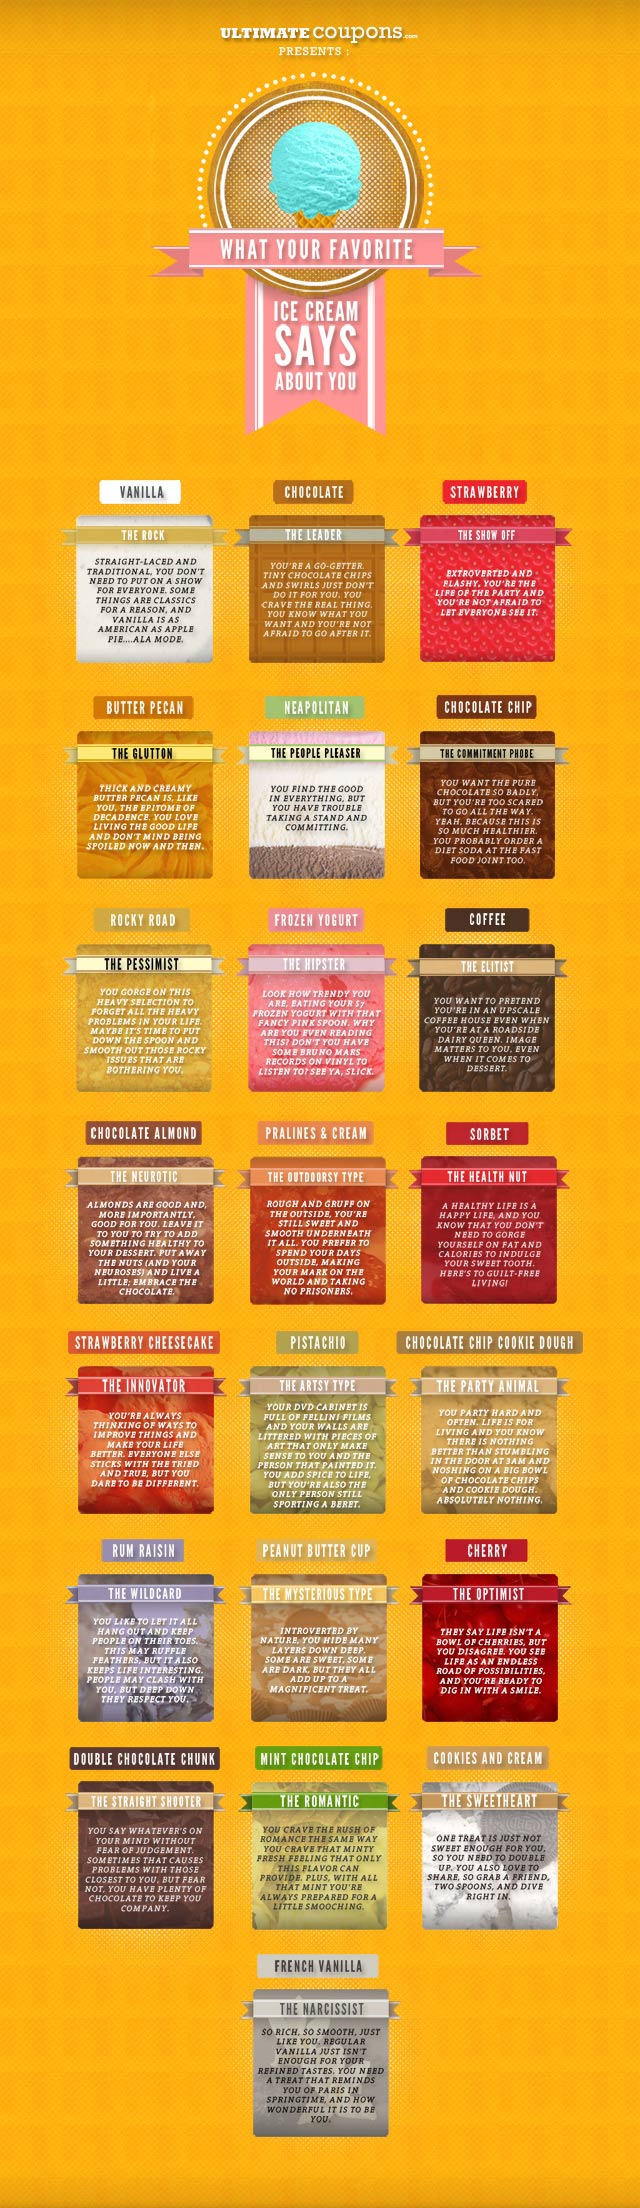 ULTIMATE coupons.com
PRESENTS :
WHAT YOUR FAVORITE
ICE CREAM
SAYS
ABOUT YOU
VANILLA
THE ROCK
STRAIGHT-LACED AND
TRADITIONAL, YOU DON'T
NEED TO PUT ON A SHOW
FOR EVERYONE. SOME
THINGS ARE CLASSICS
FOR A REASON, AND
VANILLA IS AS
AMERICAN AS APPLE
PIE....ALA MODE.
CHOCOLATE
THE LEADER
YOU'RE A GO-GETTER.
TINY CHOCOLATE CHIPS
AND SWIRLS JUST DON'T
DO IT FOR YOU. YOU
CRAVE THE REAL THING.
YOU KNOW WHAT YOU
WANT AND YOU'RE NOT
AFRAID TO GO AFTER IT.
STRAWBERRY
THE SHOW OFF
EXTROVERTED AND
FLASHY, YOU'RE THE
LIFE OF THE PARTY AND
YOU'RE NOT AFRAID TO
LET EVERYONE SEE IT.
BUTTER PECAN
THE GLUTTON
THICK AND CREAMY
BUTTER PECAN IS, LIKE
YOU, THE EPITOME OF
DECADENCE. YOU LOVE
LIVING THE GOOD LIFE
AND DON'T MIND BEING
SPOILED NOW AND THEN.
NEAPOLITAN
THE PEOPLE PLEASER
YOU FIND THE GOOD
IN EVERYTHING, BUT
YOU HAVE TROUBLE
TAKING A STAND AND
COMMITTING.
CHOCOLATE CHIP
THE COMMITMENT PHOBE
YOU WANT THE PURE
CHOCOLATE SO BADLY,
BUT YOU'RE TOO SCARED
TO GO ALL THE WAY.
YEAH, BECAUSE THIS IS
SO MUCH HEALTHIER.
YOU PROBABLY ORDER A
DIET SODA AT THE FAST
FOOD JOINT TOO.
ROCKY ROAD
THE PESSIMIST
YOU GORGE ON THIS
HEAVY SELECTION TO
FORGET ALL THE HEAVY
PROBLEMS IN YOUR LIFE.
MAYBE IT'S TIME TO PUT
DOWN THE SPOON AND
SMOOTH OUT THOSE ROCKY
ISSUES THAT ARE
BOTHERING YOU.
FROZEN YOGURT
THE HIPSTER
LOOK HOW TRENDY YOU
ARE, EATING YOUR $7
FROZEN YOGURT WITH THAT
FANCY PINK SPOON. WHY
ARE YOU EVEN READING
THIS? DON'T YOU HAVE
SOME BRUNO MARS
RECORDS ON VINYL TO
LISTEN TO? SEE YA, SLICK.
COFFEE
THE ELITIST
YOU WANT TO PRETEND
YOU'RE IN AN UPSCALE
COFFEE HOUSE EVEN WHEN
YOU'RE AT A ROADSIDE
DAIRY QUEEN. IMAGE
MATTERS TO YOU, EVEN
WHEN IT COMES TO
DESSERT.
CHOCOLATE ALMOND
THE NEUROTIC
ALMONDS ARE GOOD AND,
MORE IMPORTANTLY,
GOOD FOR YOU. LEAVE IT
TO YOU TO TRY TO ADD
SOMETHING HEALTHY TO
YOUR DESSERT. PUT AWAY
THE NUTS (AND YOUR
NEUROSES) AND LIVE A
LITTLE; EMBRACE THE
CHOCOLATE.
PRALINES & CREAM
THE OUTDOORSY TYPE
ROUGH AND GRUFF ON
THE OUTSIDE, YOU'RE
STILL SWEET AND
SMOOTH UNDERNEATH
IT ALL. YOU PREFER TO
SPEND YOUR DAYS
OUTSIDE, MAKING
YOUR MARK ON THE
WORLD AND TAKING
NO PRISONERS.
SORBET
THE HEALTH NUT
A HEALTHY LIFE IS A
HAPPY LIFE, AND YOU
KNOW THAT YOU DON'T
NEED TO GORGE
YOURSELF ON FAT AND
CALORIES TO INDULGE
YOUR SWEET TOOTH.
HERE'S TO GUILT-FREE
LIVING!
STRAWBERRY CHEESECAKE
THE INNOVATOR
YOU'RE ALWAYS
THINKING OF WAYS TO
IMPROVE THINGS AND
MAKE YOUR LIFE
BETTER. EVERYONE ELSE
STICKS WITH THE TRIED
AND TRUE, BUT YOU
DARE TO BE DIFFERENT.
PISTACHIO
THE ARTSY TYPE
YOUR DVD CABINET IS
FULL OF FELLINI FILMS
AND YOUR WALLS ARE
LITTERED WITH PIECES OF
ART THAT ONLY MAKE
SENSE TO YOU AND THE
PERSON THAT PAINTED IT.
YOU ADD SPICE TO LIFE,
BUT YOU'RE ALSO THE
ONLY PERSON STILL
SPORTING A BERET.
CHOCOLATE CHIP COOKIE DOUGH
THE PARTY ANIMAL
YOU PARTY HARD AND
OFTEN. LIFE IS FOR
LIVING AND YOU KNOW
THERE IS NOTHING
BETTER THAN STUMBLING
IN THE DOOR AT 3AM AND
NOSHING ON A BIG BOWL
OF CHOCOLATE CHIPS
AND COOKIE DOUGH.
ABSOLUTELY NOTHING.
RUM RAISIN
THE WILDCARD
YOU LIKE TO LET IT ALL
HANG OUT AND KEEP
PEOPLE ON THEIR TOES.
THIS MAY RUFFLE
FEATHERS, BUT IT ALSO
KEEPS LIFE INTERESTING.
PEOPLE MAY CLASH WITH
YOU, BUT DEEP DOWN
THEY RESPECT YOU.
PEANUT BUTTER CUP
THE MYSTERIOUS TYPE
INTROVERTED BY
NATURE, YOU HIDE MANY
LAYERS DOWN DEEP.
SOME ARE SWEET, SOME
ARE DARK, BUT THEY ALL
ADD UP TO A
MAGNIFICENT TREAT.
CHERRY
THE OPTIMIST
THEY SAY LIFE ISN'T A
BOWL OF CHERRIES, BUT
YOU DISAGREE. YOU SEE
LIFE AS AN ENDLESS
ROAD OF POSSIBILITIES,
AND YOU'RE READY TO
DIG IN WITH A SMILE.
DOUBLE CHOCOLATE CHUNK
THE STRAIGHT SHOOTER
YOU SAY WHATEVER'S ON
YOUR MIND WITHOUT
FEAR OF JUDGEMENT.
SOMETIMES THAT CAUSES
PROBLEMS WITH THOSE
CLOSEST TO YOU, BUT FEAR
NOT, YOU HAVE PLENTY OF
CHOCOLATE TO KEEP YOU
COMPANY.
MINT CHOCOLATE CHIP
THE ROMANTIC
YOU CRAVE THE RUSH OF
ROMANCE THE SAME WAY
YOU CRAVE THAT MINTY
FRESH FEELING THAT ONLY
THIS FLAVOR CAN
PROVIDE. PLUS, WITH ALL
THAT MINT YOU'RE
ALWAYS PREPARED FOR A
LITTLE SMOOCHING.
COOKIES AND CREAM
THE SWEETHEART
ONE TREAT IS JUST NOT
SWEET ENOUGH FOR YOU,
SO YOU NEED TO DOUBLE
UP. YOU ALSO LOVE TO
SHARE, SO GRAB A FRIEND,
TWO SPOONS, AND DIVE
RIGHT IN.
FRENCH VANILLA
THE NARCISSIST
SO RICH, SO SMOOTH, JUST
LIKE YOU. REGULAR
VANILLA JUST ISN'T
ENOUGH FOR YOUR
REFINED TASTES. YOU NEED
A TREAT THAT REMINDS
YOU OF PARIS IN
SPRINGTIME, AND HOW
WONDERFUL IT IS TO BE
YOU.